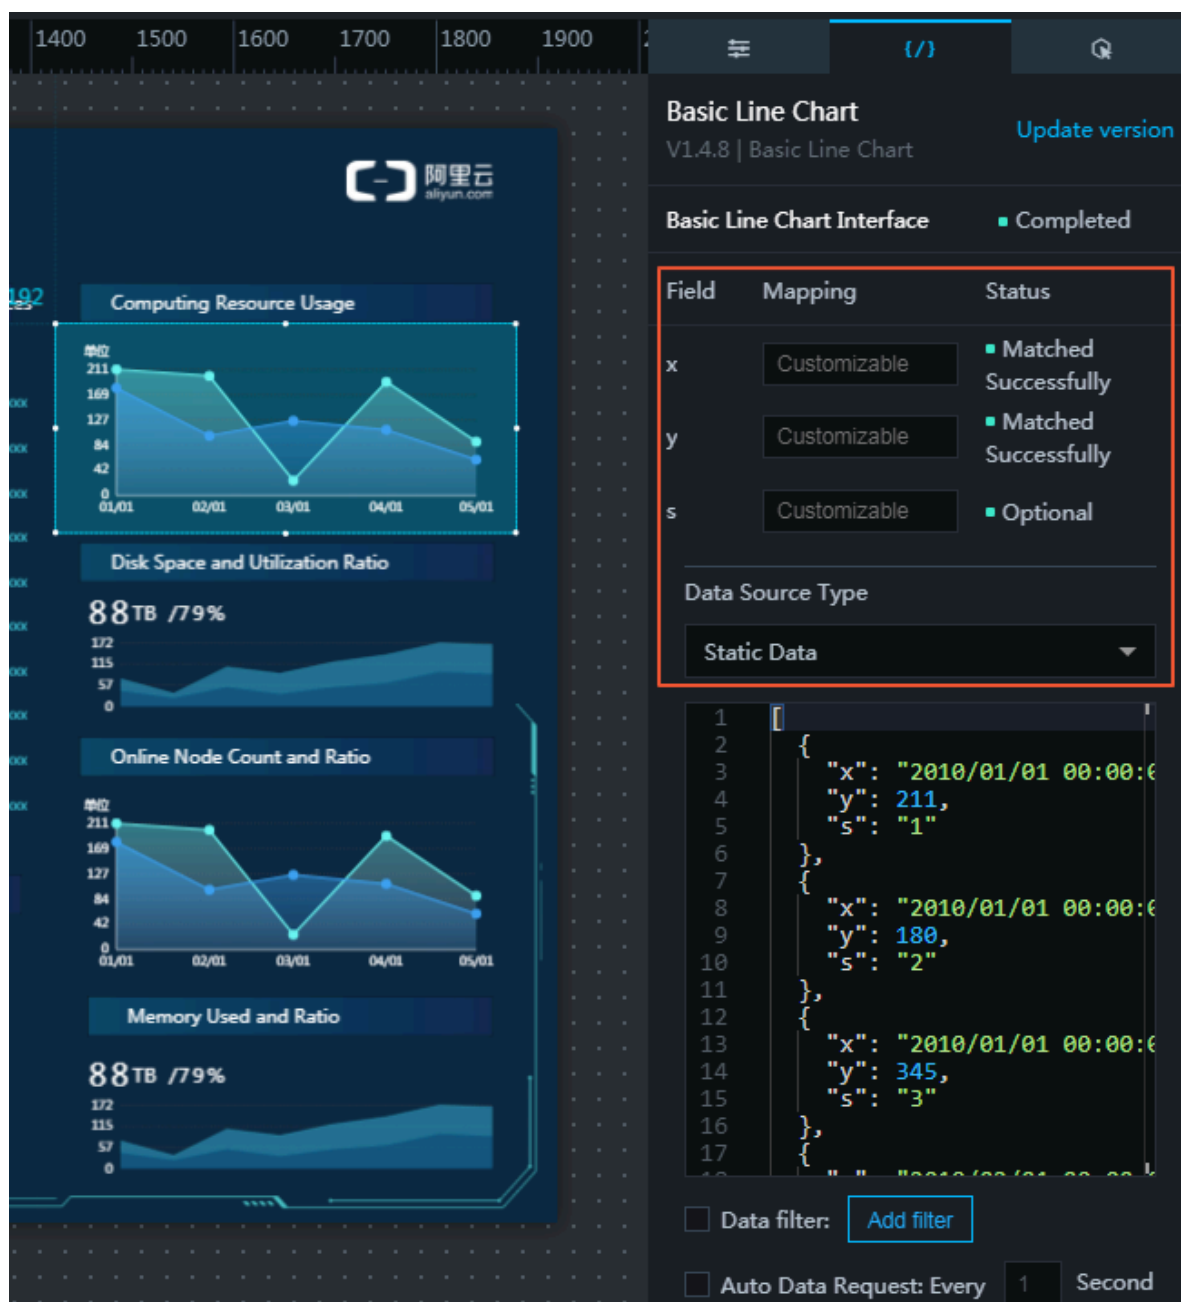 1400 1500 1600 1700 1800 1900
{/}
Basic Line Chart
Update version
V1.4.8 | Basic Line Chart
Basic Line Chart Interface
Completed
Field Mapping Status
x Customizable Matched
Successfully
y Customizable Matched
Successfully
s Customizable Optional
Data Source Type
Static Data
1 [
2 {
3 "x": "2010/01/01 00:00:0
4 "y": 211,
5 "s": "1"
6 },
7 {
8 "x": "2010/01/01 00:00:0
9 "y": 180,
10 "s": "2"
11 },
12 {
13 "x": "2010/01/01 00:00:0
14 "y": 345,
15 "s": "3"
16 },
17 {
Data filter: Add filter
Auto Data Request: Every 1 Second
阿里云
aliyun.com
192
Computing Resource Usage
单位
211
169
127
84
42
0
01/01 02/01 03/01 04/01 05/01
Disk Space and Utilization Ratio
88TB /79%
172
115
57
0
Online Node Count and Ratio
单位
211
169
127
84
42
0
01/01 02/01 03/01 04/01 05/01
Memory Used and Ratio
88TB /79%
172
115
57
0